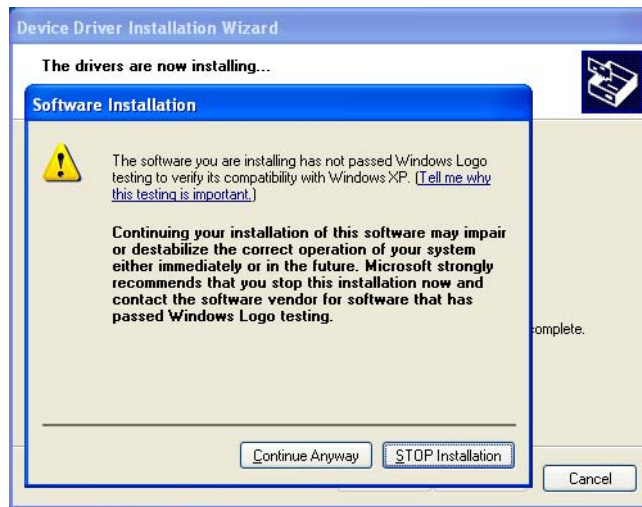 Device Driver Installation Wizard
The drivers are now installing...
Software Installation
The software you are installing has not passed Windows Logo
testing to verify its compatibility with Windows XP. (Tell me why
this testing is important.)
Continuing your installation of this software may impair
or destabilize the correct operation of your system
either immediately or in the future. Microsoft strongly
recommends that you stop this installation now and
contact the software vendor for software that has
passed Windows Logo testing.
omplete.
Continue Anyway STOP Installation
Cancel